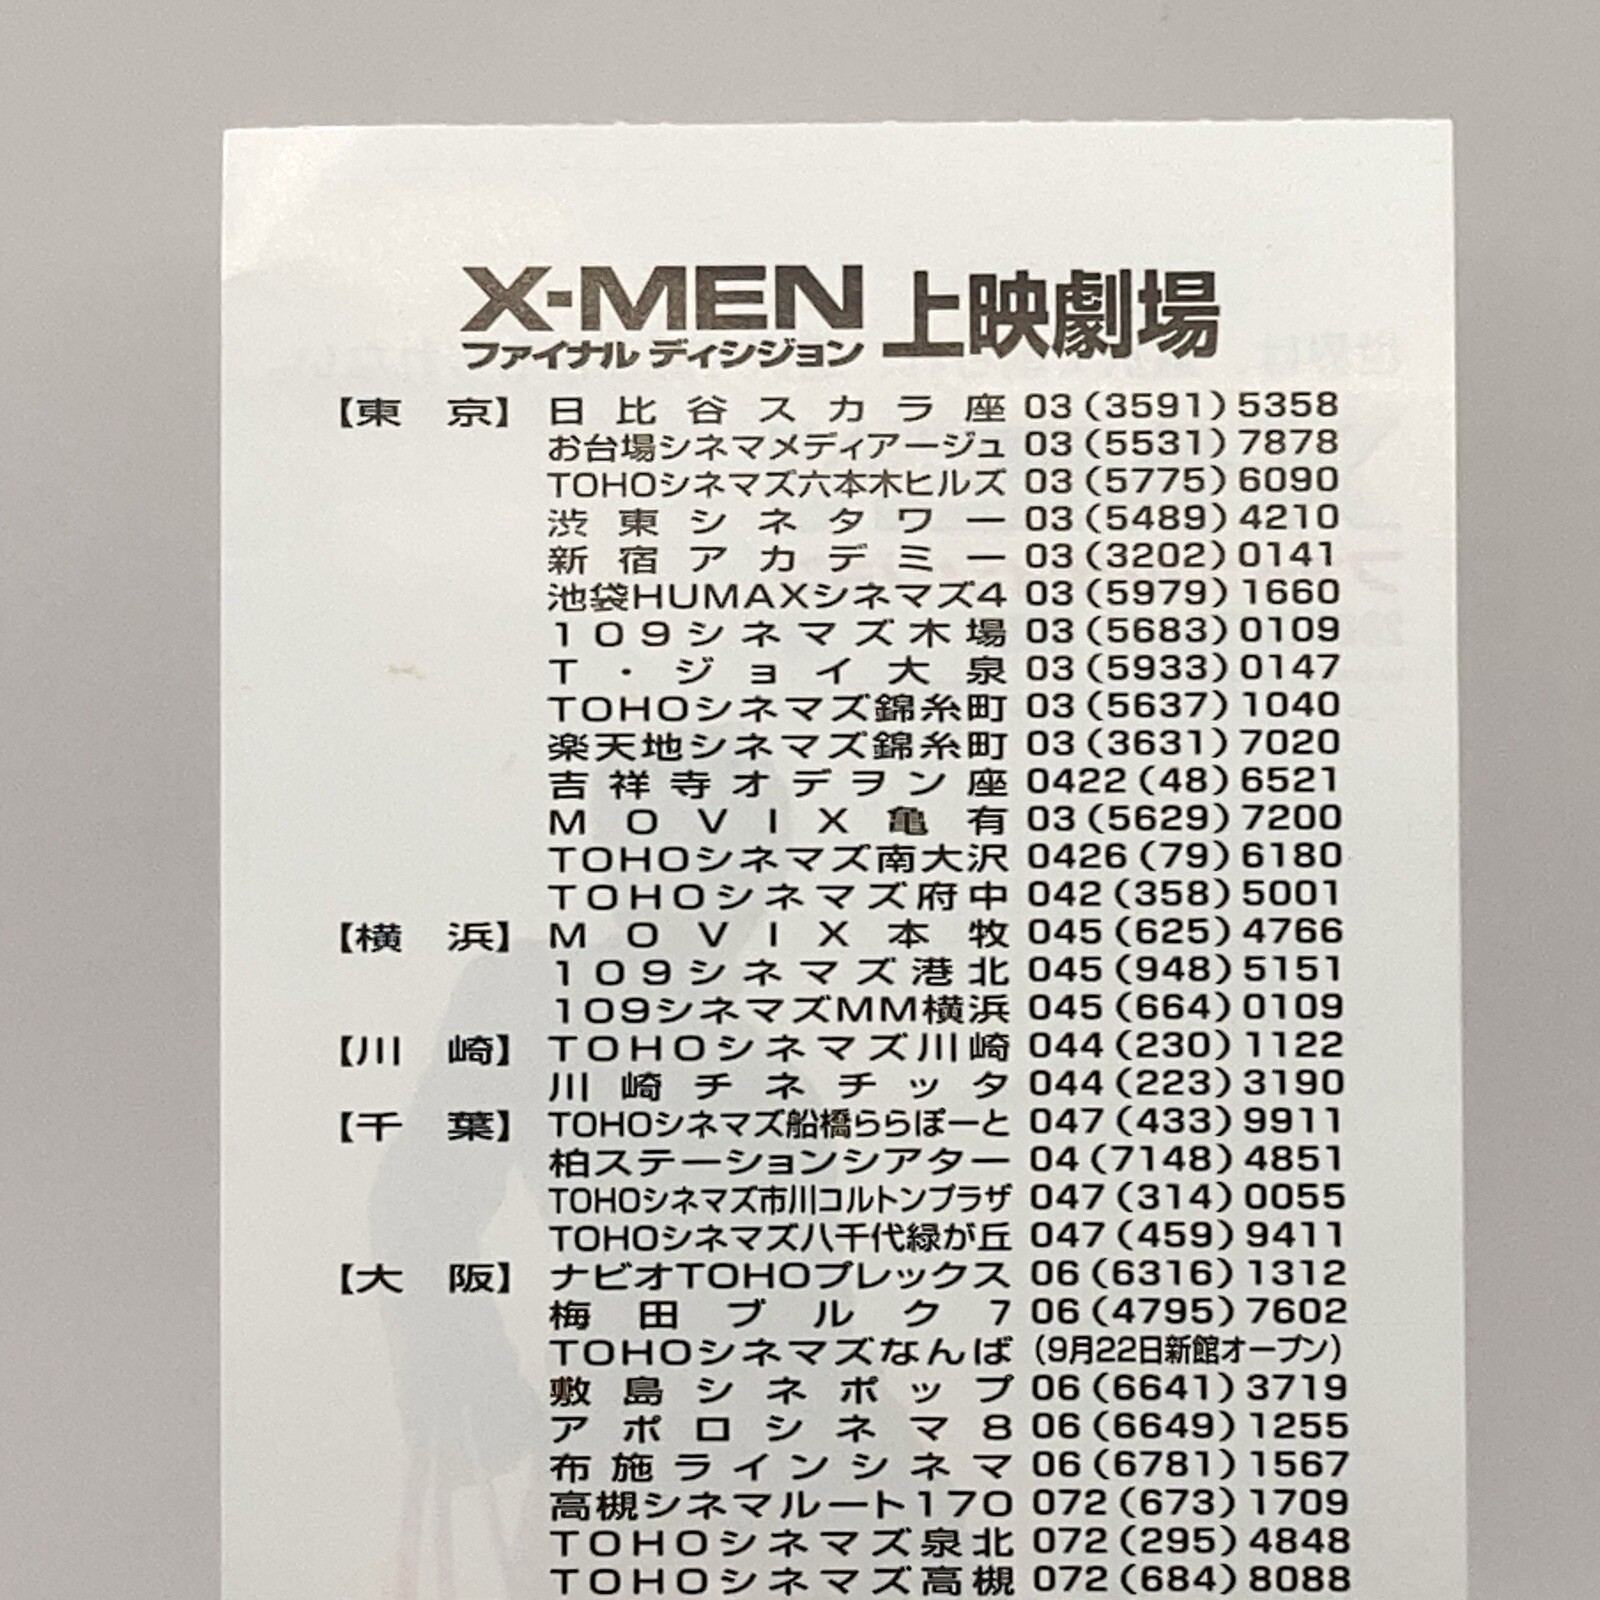 X-MEN 上映劇場
ファイナル ディシジョン
【東 京】 日比谷スカラ座 03(3591)5358
お台場シネマメディアージュ 03(5531)7878
TOHOシネマズ六本木ヒルズ 03(5775)6090
渋東シネタワー 03(5489)4210
新宿アカデミー 03(3202)0141
池袋HUMAXシネマズ4 03(5979)1660
109シネマズ木場 03(5683)0109
T・ジョイ大泉 03(5933)0147
TOHOシネマズ錦糸町 03(5637)1040
楽天地シネマズ錦糸町 03(3631)7020
吉祥寺オデヲン座 0422(48)6521
MOVIX亀有 03(5629)7200
TOHOシネマズ南大沢 0426(79)6180
TOHOシネマズ府中 042(358)5001
【横 浜】 MOVIX本牧 045(625)4766
109シネマズ港北 045(948)5151
109シネマズMM横浜 045(664)0109
【川 崎】 TOHOシネマズ川崎 044(230)1122
川崎チネチッタ 044(223)3190
【千 葉】 TOHOシネマズ船橋ららぽーと 047(433)9911
柏ステーションシアター 04(7148)4851
TOHOシネマズ市川コルトンプラザ 047(314)0055
TOHOシネマズ八千代緑が丘 047(459)9411
【大 阪】 ナビオTOHOプレックス 06(6316)1312
梅田ブルク7 06(4795)7602
TOHOシネマズなんば (9月22日新館オープン)
敷島シネポップ 06(6641)3719
アポロシネマ8 06(6649)1255
布施ラインシネマ 06(6781)1567
高槻シネマルート170 072(673)1709
TOHOシネマズ泉北 072(295)4848
TOHOシネマズ高槻 072(684)8088